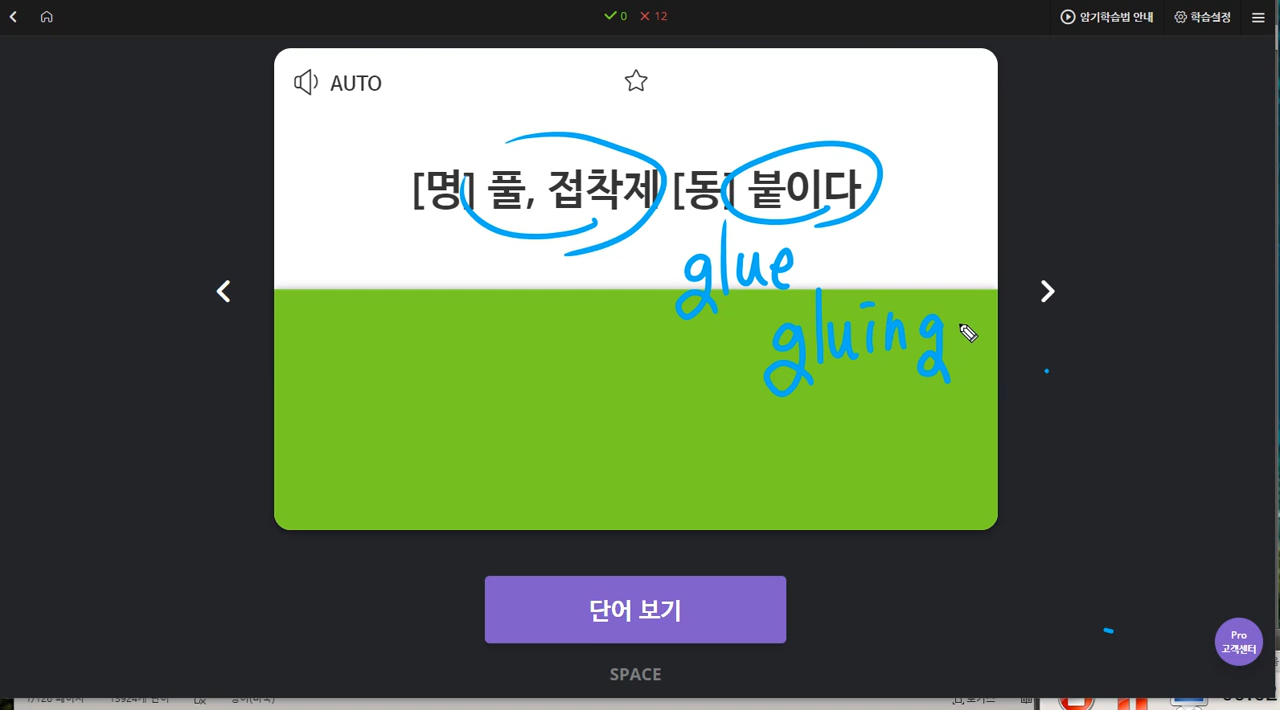 0 12 암기학습법 안내 학습설정
AUTO
[명] 풀, 접착제 [동] 붙이다
glue
gluing
단어 보기
SPACE
Pro
고객센터